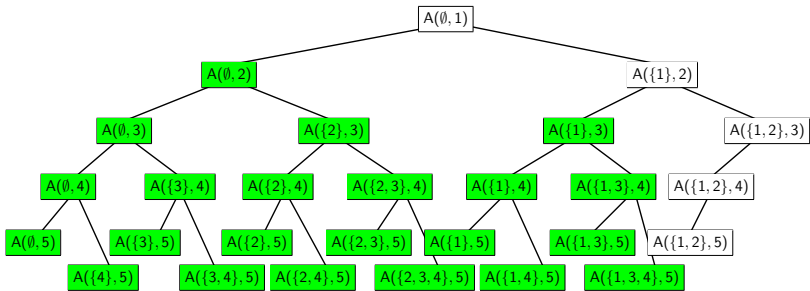 A(∅, 1)
A(∅, 2)
A({1}, 2)
A(∅, 3)
A({2}, 3)
A({1}, 3)
A({1, 2}, 3)
A(∅, 4)
A({3}, 4)
A({2}, 4)
A({2, 3}, 4)
A({1}, 4)
A({1, 3}, 4)
A({1, 2}, 4)
A(∅, 5)
A({3}, 5)
A({2}, 5)
A({2, 3}, 5)
A({1}, 5)
A({1, 3}, 5)
A({1, 2}, 5)
A({4}, 5)
A({3, 4}, 5)
A({2, 4}, 5)
A({2, 3, 4}, 5)
A({1, 4}, 5)
A({1, 3, 4}, 5)